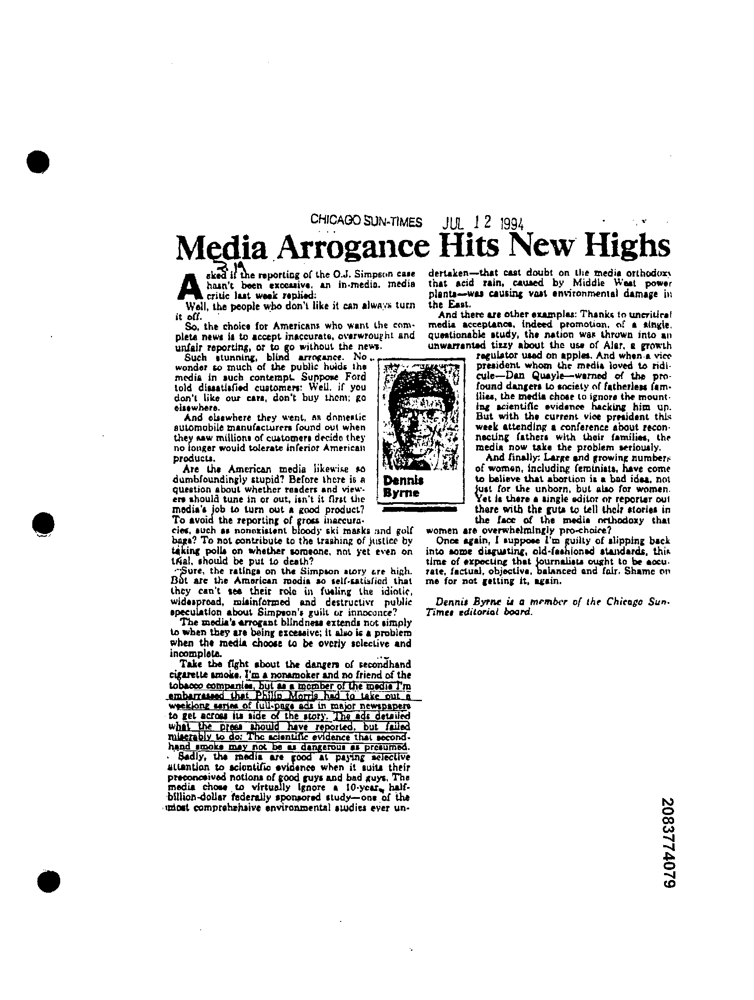 CHICAGO SUN-TIMES JUL 12 1994
Media Arrogance Hits New Highs
Asked if the reporting of the O.J. Simpson case
hasn't been excessive, an in-media, media
critic last week replied:
Well, the people who don't like it can always turn
it off.
So, the choice for Americans who want the com-
plete news is to accept inaccurate, overwrought and
unfair reporting, or to go without the news.
Such stunning, blind arrogance. No
wonder so much of the public holds the
media in such contempt. Suppose Ford
told dissatisfied customers: Well, if you
don't like our cars, don't buy them; go
elsewhere.
And elsewhere they went, as domestic
automobile manufacturers found out when
they saw millions of customers decide they
no longer would tolerate inferior American
products.
Are the American media likewise so
dumbfoundingly stupid? Before there is a
question about whether readers and view-
ers should tune in or out, isn't it first the
media's job to turn out a good product?
To avoid the reporting of gross inaccura-
cies, such as nonexistent bloody ski masks and golf
bags? To not contribute to the trashing of justice by
taking polls on whether someone, not yet even on
trial, should be put to death?
Sure, the ratings on the Simpson story are high.
But are the American media so self-satisfied that
they can't see their role in fueling the idiotic,
widespread, misinformed and destructive public
speculation about Simpson's guilt or innocence?
The media's arrogant blindness extends not simply
to when they are being excessive; it also is a problem
when the media choose to be overly selective and
incomplete.
Take the fight about the dangers of secondhand
cigarette smoke. I'm a nonsmoker and no friend of the
tobacco companies, but as a member of the media I'm
embarrassed that Philip Morris had to take out a
weeklong series of full-page ads in major newspapers
to get across its side of the story. The ads detailed
what the press should have reported, but failed
miserably to do: The scientific evidence that second-
hand smoke may not be as dangerous as presumed.
Sadly, the media are good at paying selective
attention to scientific evidence when it suits their
preconceived notions of good guys and bad guys. The
media chose to virtually ignore a 10-year, half-
billion-dollar federally sponsored study—one of the
most comprehensive environmental studies ever un-
Dennis
Byrne
dertaken—that cast doubt on the media orthodoxy
that acid rain, caused by Middle West power
plants—was causing vast environmental damage in
the East.
And there are other examples: Thanks to uncritical
media acceptance, indeed promotion, of a single,
questionable study, the nation was thrown into an
unwarranted tizzy about the use of Alar, a growth
regulator used on apples. And when a vice
president whom the media loved to ridi-
cule—Dan Quayle—warned of the pro-
found dangers to society of fatherless fam-
ilies, the media chose to ignore the mount-
ing scientific evidence backing him up.
But with the current vice president this
week attending a conference about recon-
necting fathers with their families, the
media now take the problem seriously.
And finally: Large and growing numbers
of women, including feminists, have come
to believe that abortion is a bad idea, not
just for the unborn, but also for women.
Yet is there a single editor or reporter out
there with the guts to tell their stories in
the face of the media orthodoxy that
women are overwhelmingly pro-choice?
Once again, I suppose I'm guilty of slipping back
into some disgusting, old-fashioned standards, this
time of expecting that journalists ought to be accu-
rate, factual, objective, balanced and fair. Shame on
me for not getting it, again.
Dennis Byrne is a member of the Chicago Sun-
Times editorial board.
2083774079